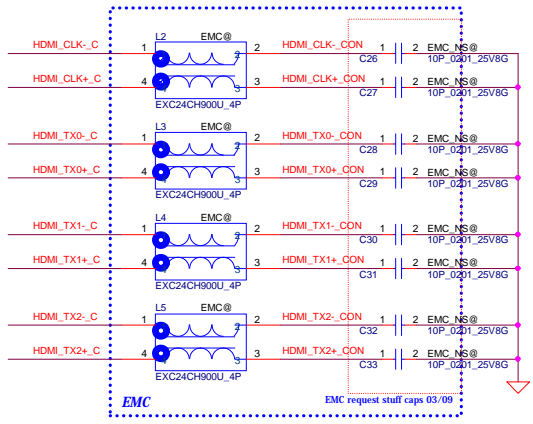 L2 EMC@
HDMI_CLK-_C 1 2 2 HDMI_CLK-_CON 1 2 EMC_NS@
C26 10P_0201_25V8G
HDMI_CLK+_C 4 3 3 HDMI_CLK+_CON 1 2 EMC_NS@
C27 10P_0201_25V8G
EXC24CH900U_4P
L3 EMC@
HDMI_TX0-_C 1 2 HDMI_TX0-_CON 1 2 EMC_NS@
C28 10P_0201_25V8G
HDMI_TX0+_C 4 3 3 HDMI_TX0+_CON 1 2 EMC_NS@
C29 10P_0201_25V8G
EXC24CH900U_4P
L4 EMC@
HDMI_TX1-_C 1 2 HDMI_TX1-_CON 1 2 EMC_NS@
C30 10P_0201_25V8G
HDMI_TX1+_C 4 3 3 HDMI_TX1+_CON 1 2 EMC_NS@
C31 10P_0201_25V8G
EXC24CH900U_4P
L5 EMC@
HDMI_TX2-_C 1 2 HDMI_TX2-_CON 1 2 EMC_NS@
C32 10P_0201_25V8G
HDMI_TX2+_C 4 3 3 HDMI_TX2+_CON 1 2 EMC_NS@
C33 10P_0201_25V8G
EXC24CH900U_4P
EMC EMC request stuff caps 03/09